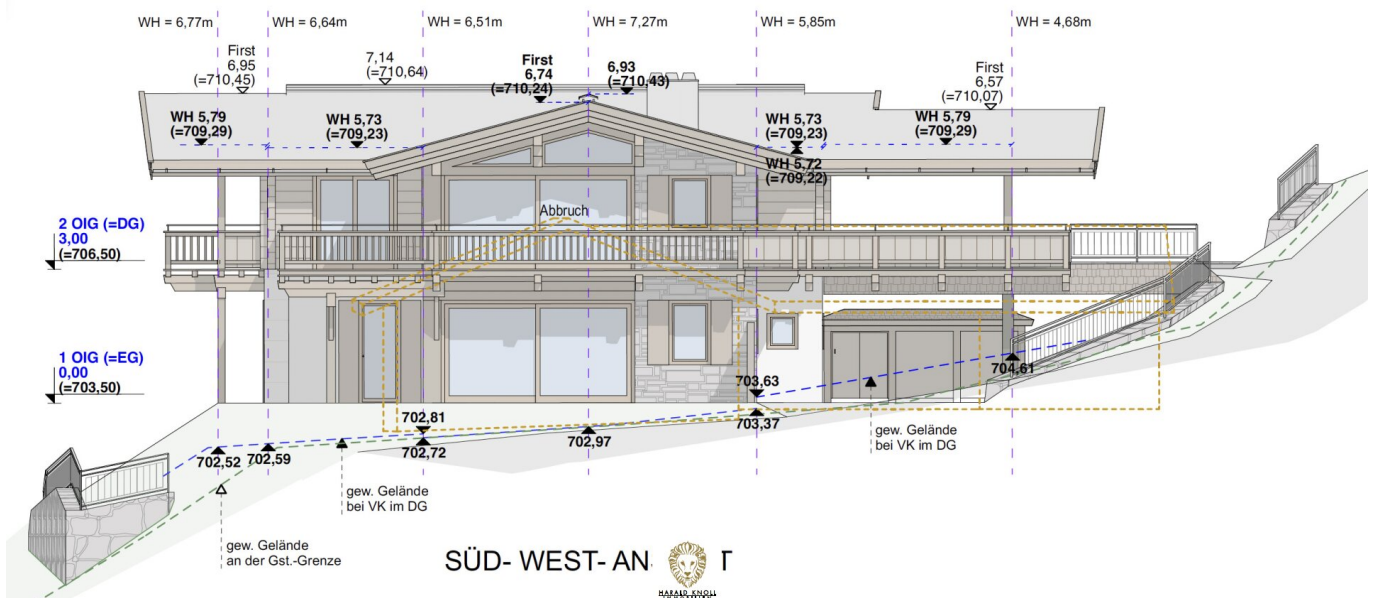 WH = 6,77m
WH = 6,64m
WH = 6,51m
WH = 7,27m
WH = 5,85m
WH = 4,68m
First
6,95
(=710,45)
7,14
(=710,64)
First
6,74
(=710,24)
6,93
(=710,43)
First
6,57
(=710,07)
WH 5,79
(=709,29)
WH 5,73
(=709,23)
WH 5,73
(=709,23)
WH 5,72
(=709,22)
WH 5,79
(=709,29)
Abbruch
2 OIG (=DG)
3,00
(=706,50)
1 OIG (=EG)
0,00
(=703,50)
703,63
704,61
702,81
703,37
702,52
702,59
702,72
702,97
gew. Gelände
bei VK im DG
gew. Gelände
bei VK im DG
gew. Gelände
an der Gst.-Grenze
SÜD- WEST- AN T
HARALD KNOLL
IMMOBILIEN